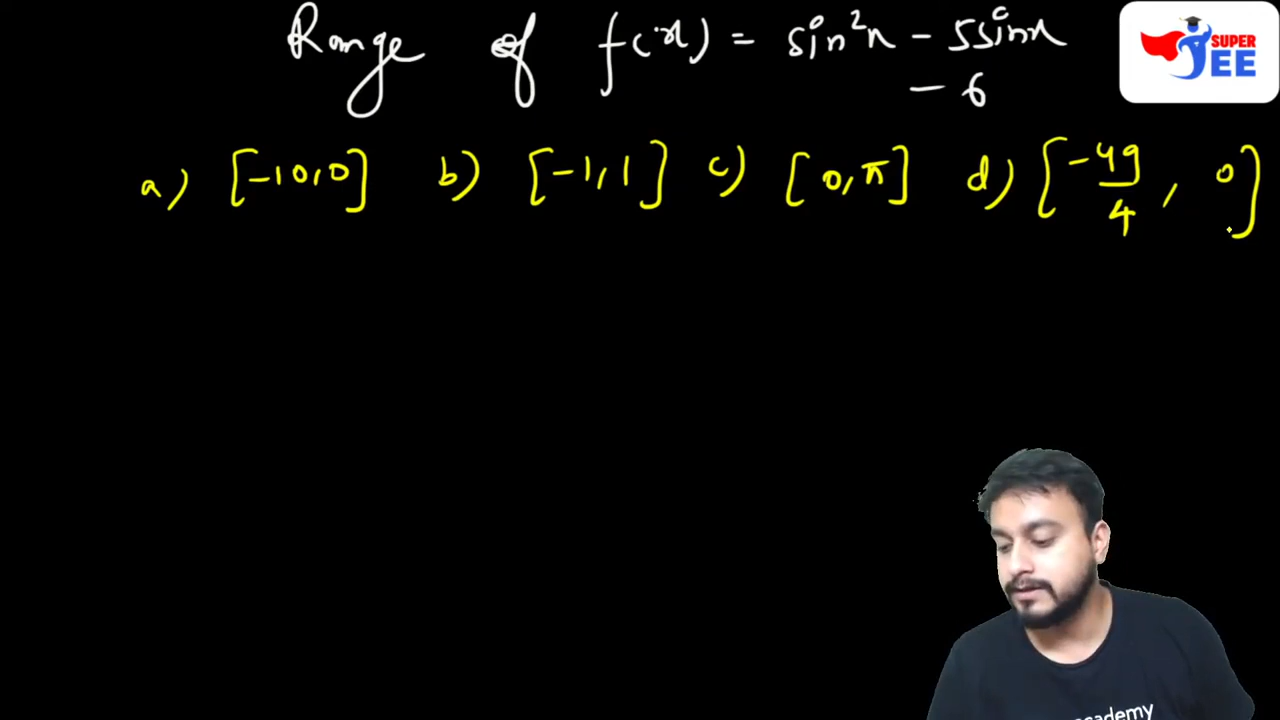 Range of f(x) = sin²x - 5sinx
- 6
SUPER
JEE
a) [-10,0] b) [-1,1] c) [0,π] d) [-49/4, 0]
academy